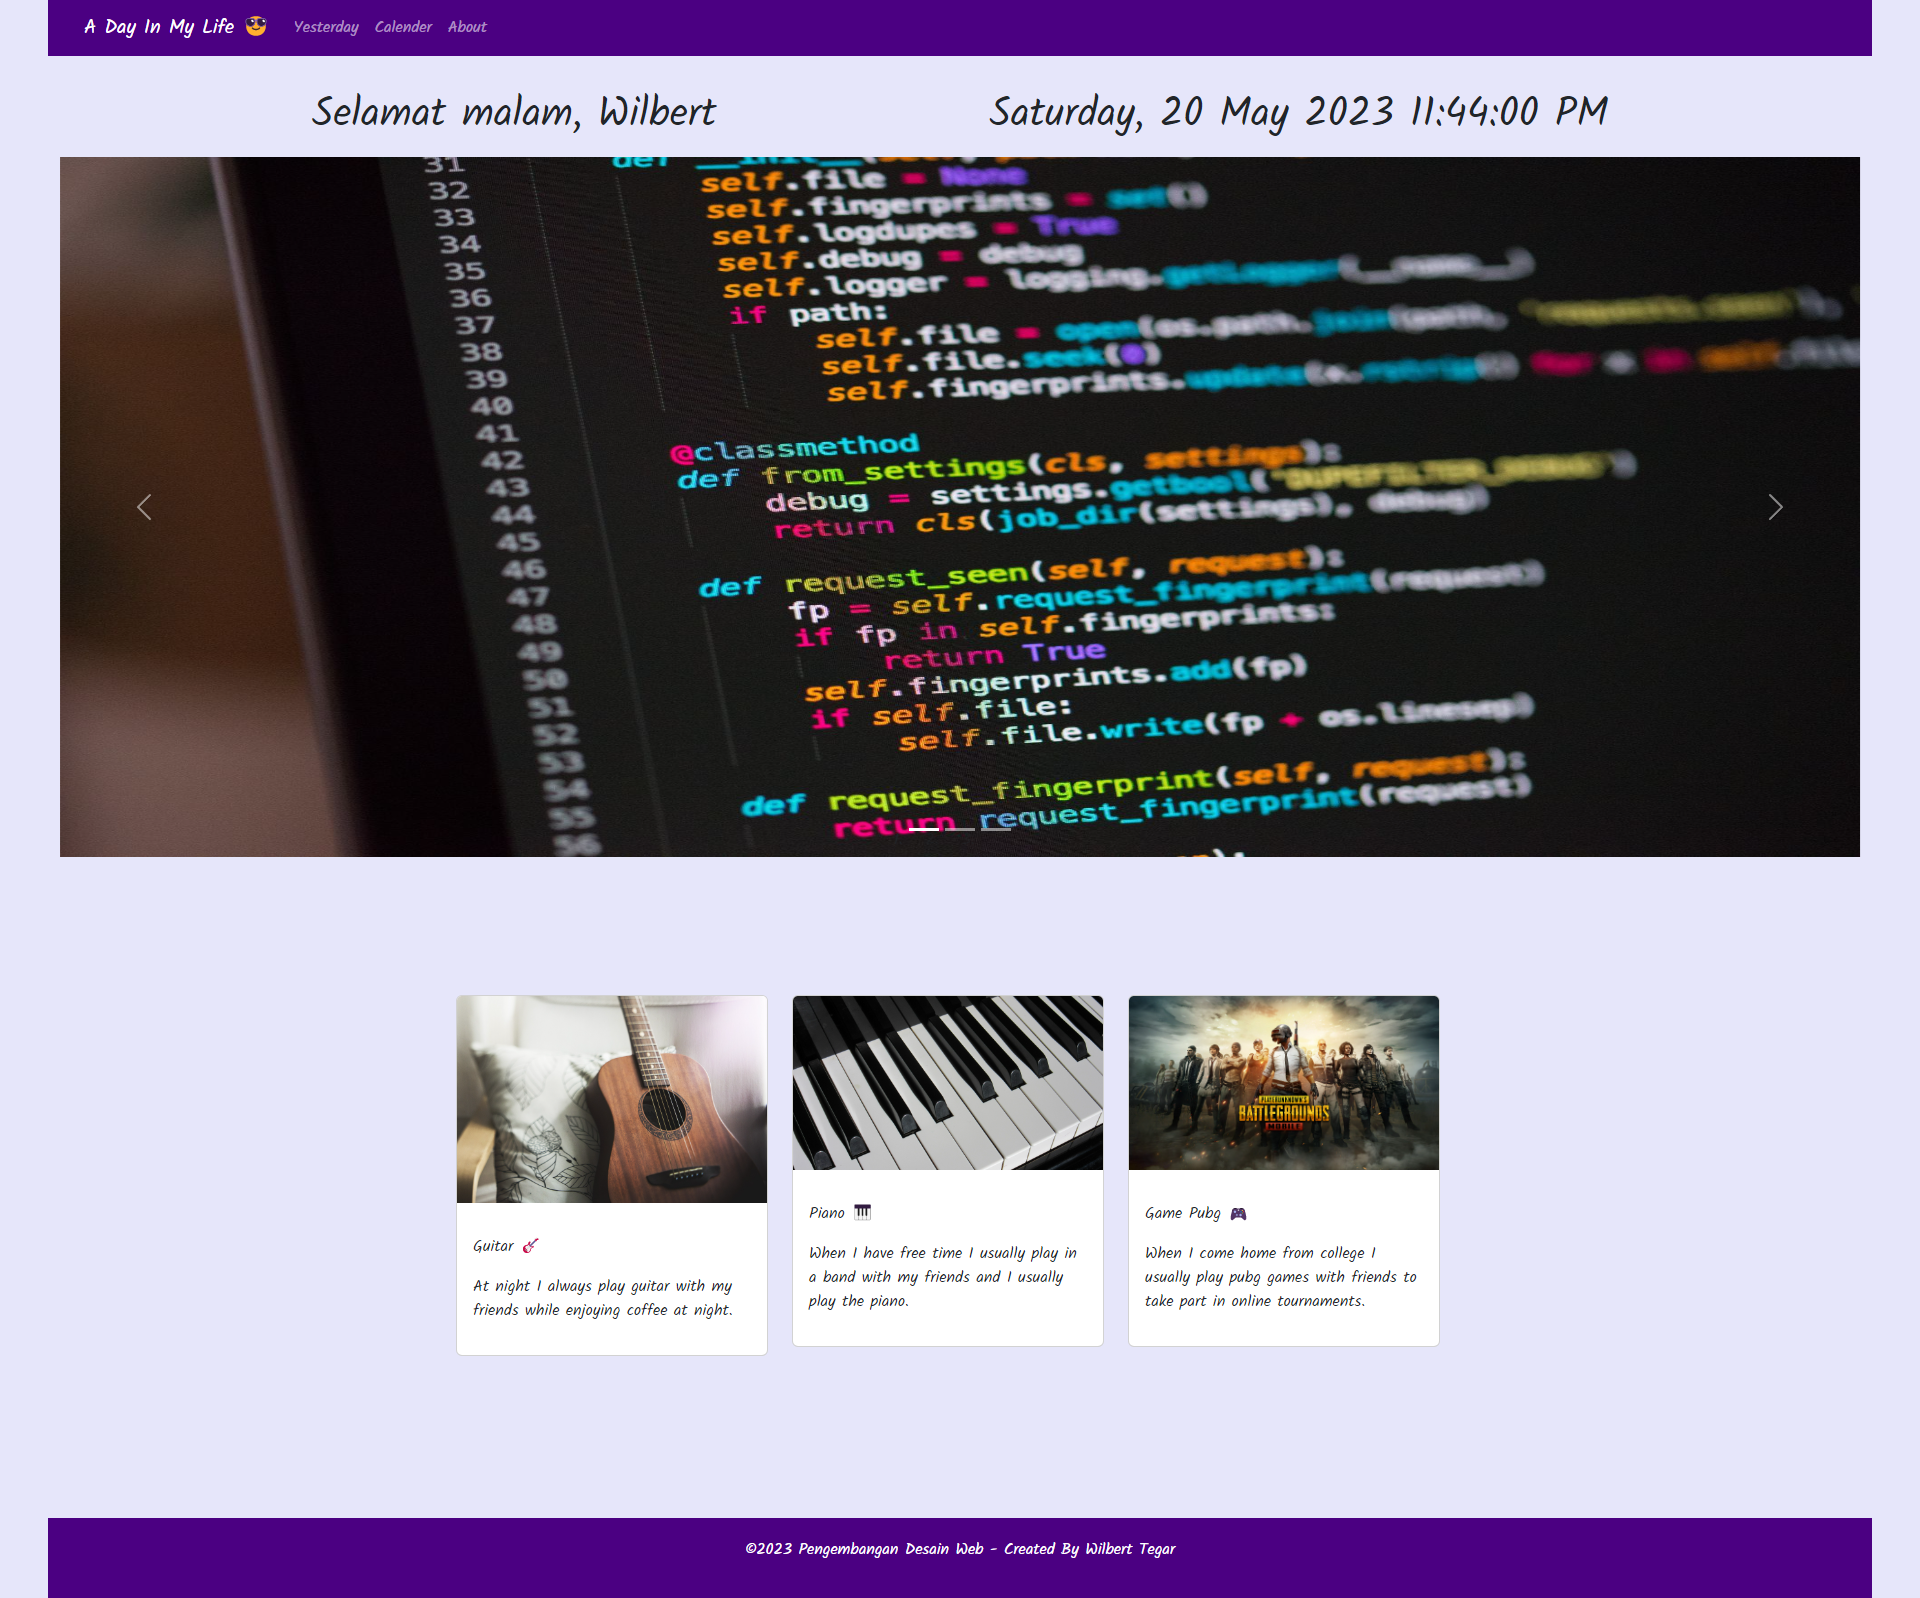 A Day In My Life 😎 Yesterday Calender About
Selamat malam, Wilbert
Saturday, 20 May 2023 11:44:00 PM
31 def __init__(self,
32 self.file = None
33 self.fingerprints = set()
34 self.logdupes = True
35 self.debug = debug
36 self.logger = logging.getLogger(__name__)
37 if path:
38 self.file = open(os.path.join(path,
39 self.file.seek(0)
40 self.fingerprints.update(x.rstrip() for x in self
41
42 @classmethod
43 def from_settings(cls, settings):
44 debug = settings.getbool("DUPEFILTER_DEBUG")
45 return cls(job_dir(settings), debug)
46
47 def request_seen(self, request):
48 fp = self.request_fingerprint(request)
49 if fp in self.fingerprints:
50 return True
51 self.fingerprints.add(fp)
52 if self.file:
53 self.file.write(fp + os.linesep)
54
55 def request_fingerprint(self, request):
56 return request_fingerprint(request)
PLAYERUNKNOWN'S
BATTLEGROUNDS
MOBILE
Guitar 🎸
At night I always play guitar with my
friends while enjoying coffee at night.
Piano 🎹
When I have free time I usually play in
a band with my friends and I usually
play the piano.
Game Pubg 🎮
When I come home from college I
usually play pubg games with friends to
take part in online tournaments.
©2023 Pengembangan Desain Web - Created By Wilbert Tegar